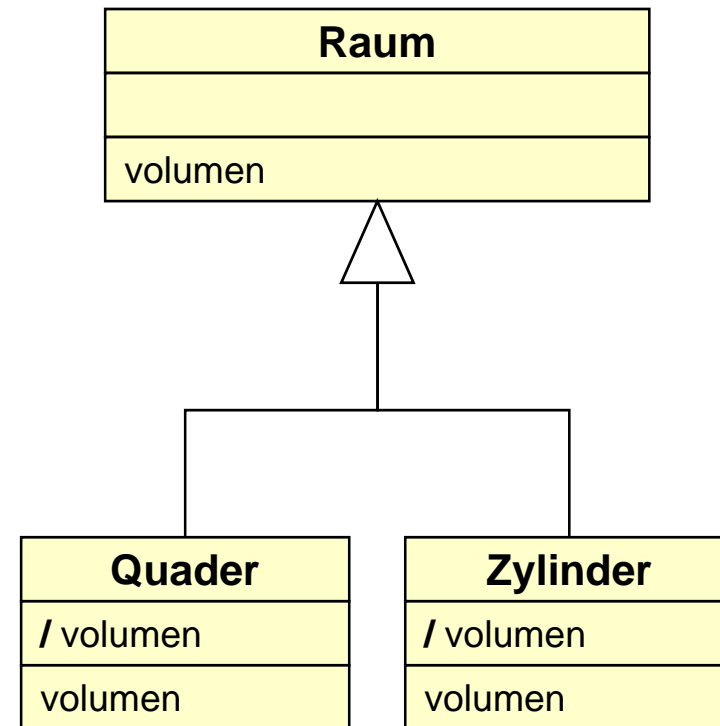 Raum
volumen
Quader
/ volumen
volumen
Zylinder
/ volumen
volumen